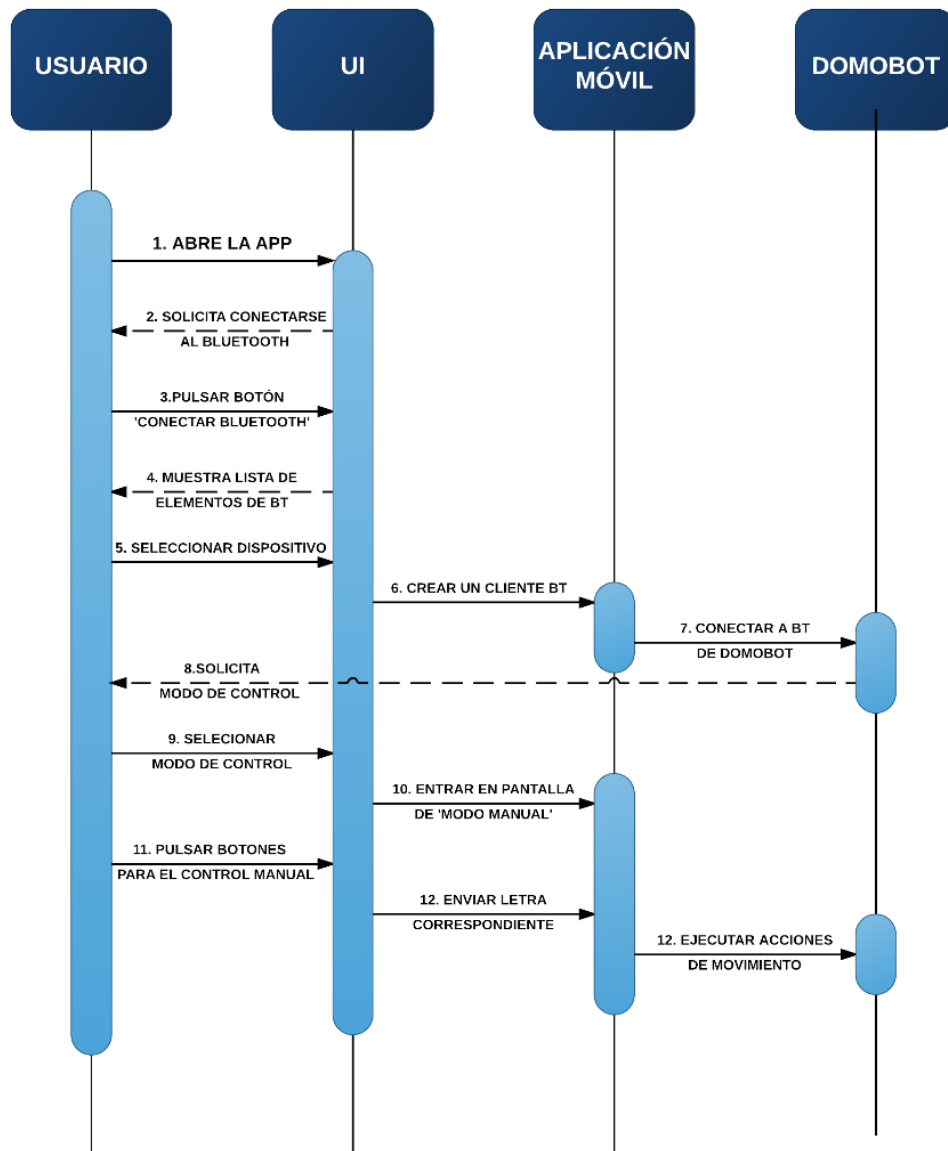 USUARIO
UI
APLICACIÓN
MÓVIL
DOMOBOT
1. ABRE LA APP
2. SOLICITA CONECTARSE
AL BLUETOOTH
3.PULSAR BOTÓN
'CONECTAR BLUETOOTH'
4. MUESTRA LISTA DE
ELEMENTOS DE BT
5. SELECCIONAR DISPOSITIVO
6. CREAR UN CLIENTE BT
7. CONECTAR A BT
DE DOMOBOT
8.SOLICITA
MODO DE CONTROL
9. SELECIONAR
MODO DE CONTROL
10. ENTRAR EN PANTALLA
DE 'MODO MANUAL'
11. PULSAR BOTONES
PARA EL CONTROL MANUAL
12. ENVIAR LETRA
CORRESPONDIENTE
12. EJECUTAR ACCIONES
DE MOVIMIENTO